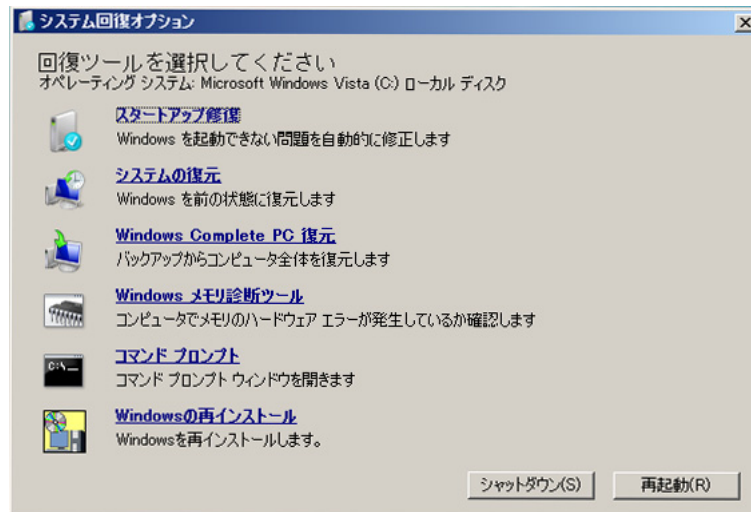 システム回復オプション
回復ツールを選択してください
オペレーティング システム: Microsoft Windows Vista (C:) ローカル ディスク
スタートアップ修復
Windows を起動できない問題を自動的に修正します
システムの復元
Windows を前の状態に復元します
Windows Complete PC 復元
バックアップからコンピュータ全体を復元します
Windows メモリ診断ツール
コンピュータでメモリのハードウェア エラーが発生しているか確認します
C:\_
コマンド プロンプト
コマンド プロンプト ウィンドウを開きます
Windowsの再インストール
Windowsを再インストールします。
シャットダウン(S)
再起動(R)